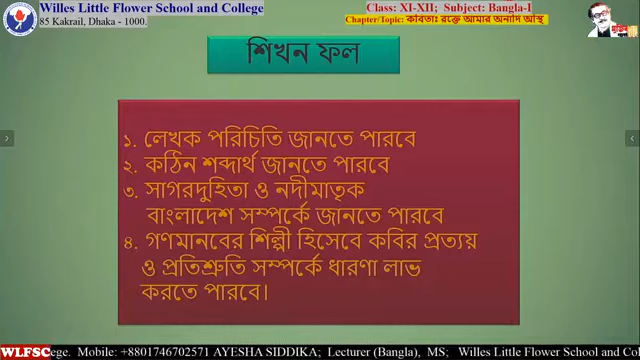 Willes Little Flower School and College
85 Kakrail, Dhaka - 1000.
Class: XI-XII; Subject: Bangla-I
Chapter/Topic: কবিতাঃ রক্তে আমার অনাদি অস্থি
শিখন ফল
১. লেখক পরিচিতি জানতে পারবে
২. কঠিন শব্দার্থ জানতে পারবে
৩. সাগরদুহিতা ও নদীমাতৃক
বাংলাদেশ সম্পর্কে জানতে পারবে
৪. গণমানবের শিল্পী হিসেবে কবির প্রত্যয়
ও প্রতিশ্রুতি সম্পর্কে ধারণা লাভ
করতে পারবে।
WLFSC ege. Mobile: +8801746702571 AYESHA SIDDIKA; Lecturer (Bangla), MS; Willes Little Flower School and Col